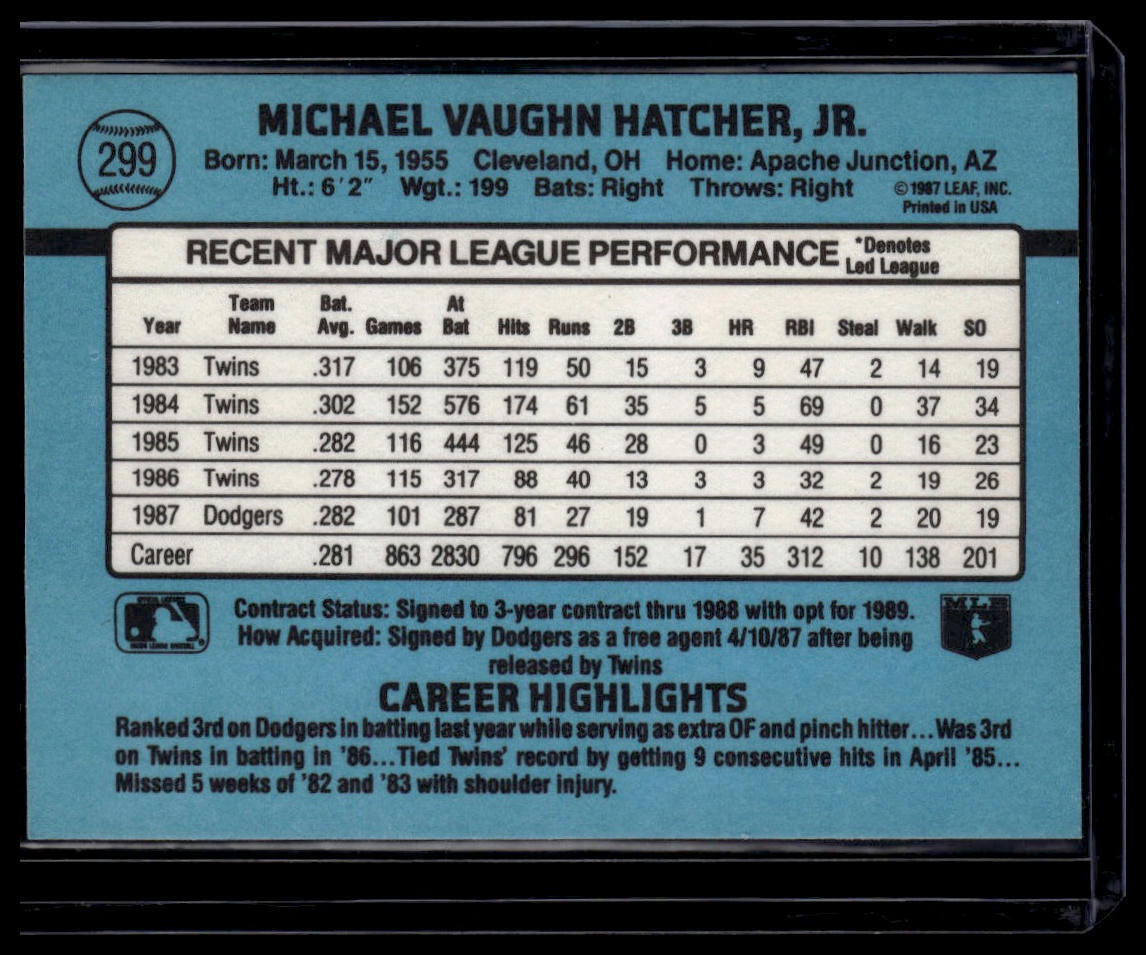 299
MICHAEL VAUGHN HATCHER, JR.
Born: March 15, 1955 Cleveland, OH Home: Apache Junction, AZ
Ht.: 6'2" Wgt.: 199 Bats: Right Throws: Right
© 1987 LEAF, INC.
Printed in USA
RECENT MAJOR LEAGUE PERFORMANCE *Denotes Led League
Year Team Name Bat. Avg. Games At Bat Hits Runs 2B 3B HR RBI Steal Walk SO
1983 Twins .317 106 375 119 50 15 3 9 47 2 14 19
1984 Twins .302 152 576 174 61 35 5 5 69 0 37 34
1985 Twins .282 116 444 125 46 28 0 3 49 0 16 23
1986 Twins .278 115 317 88 40 13 3 3 32 2 19 26
1987 Dodgers .282 101 287 81 27 19 1 7 42 2 20 19
Career .281 863 2830 796 296 152 17 35 312 10 138 201
Contract Status: Signed to 3-year contract thru 1988 with opt for 1989.
How Acquired: Signed by Dodgers as a free agent 4/10/87 after being
released by Twins
MLB
CAREER HIGHLIGHTS
Ranked 3rd on Dodgers in batting last year while serving as extra OF and pinch hitter...Was 3rd
on Twins in batting in '86...Tied Twins' record by getting 9 consecutive hits in April '85...
Missed 5 weeks of '82 and '83 with shoulder injury.